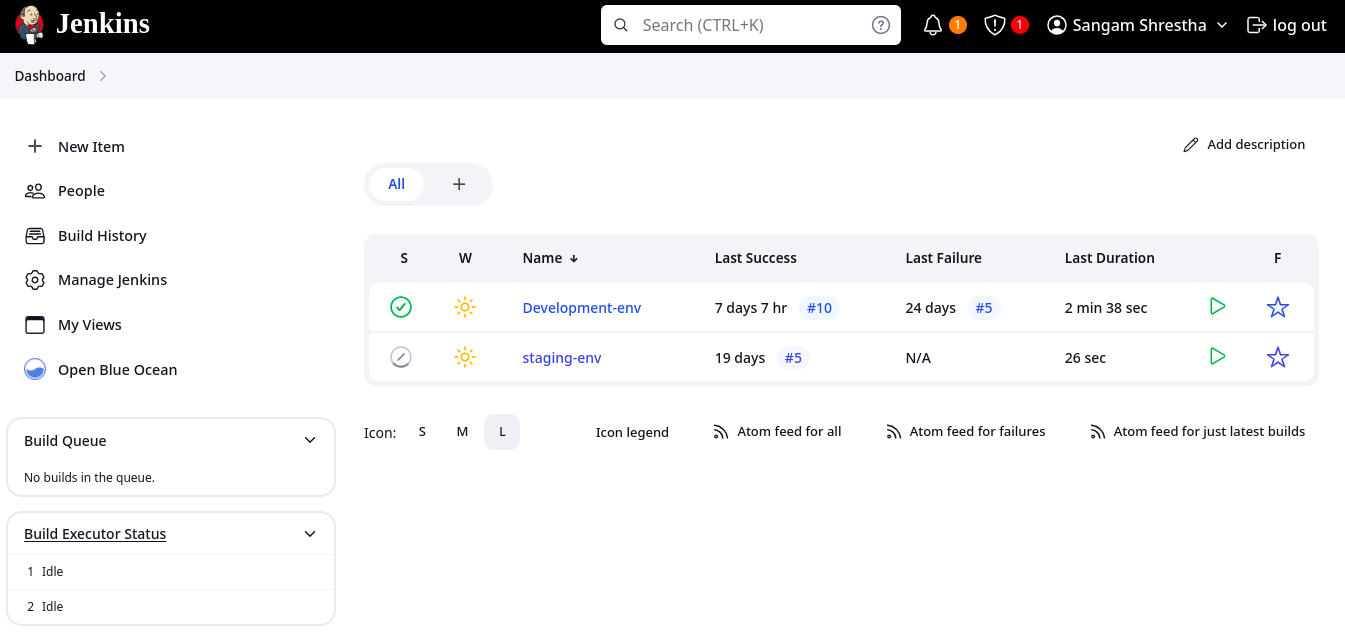 Jenkins
Search (CTRL+K)
1
1
Sangam Shrestha
log out
Dashboard
New Item
People
Build History
Manage Jenkins
My Views
Open Blue Ocean
Build Queue
No builds in the queue.
Build Executor Status
1 Idle
2 Idle
Add description
All +
S W Name ↓ Last Success Last Failure Last Duration F
Development-env 7 days 7 hr #10 24 days #5 2 min 38 sec
staging-env 19 days #5 N/A 26 sec
Icon: S M L Icon legend Atom feed for all Atom feed for failures Atom feed for just latest builds